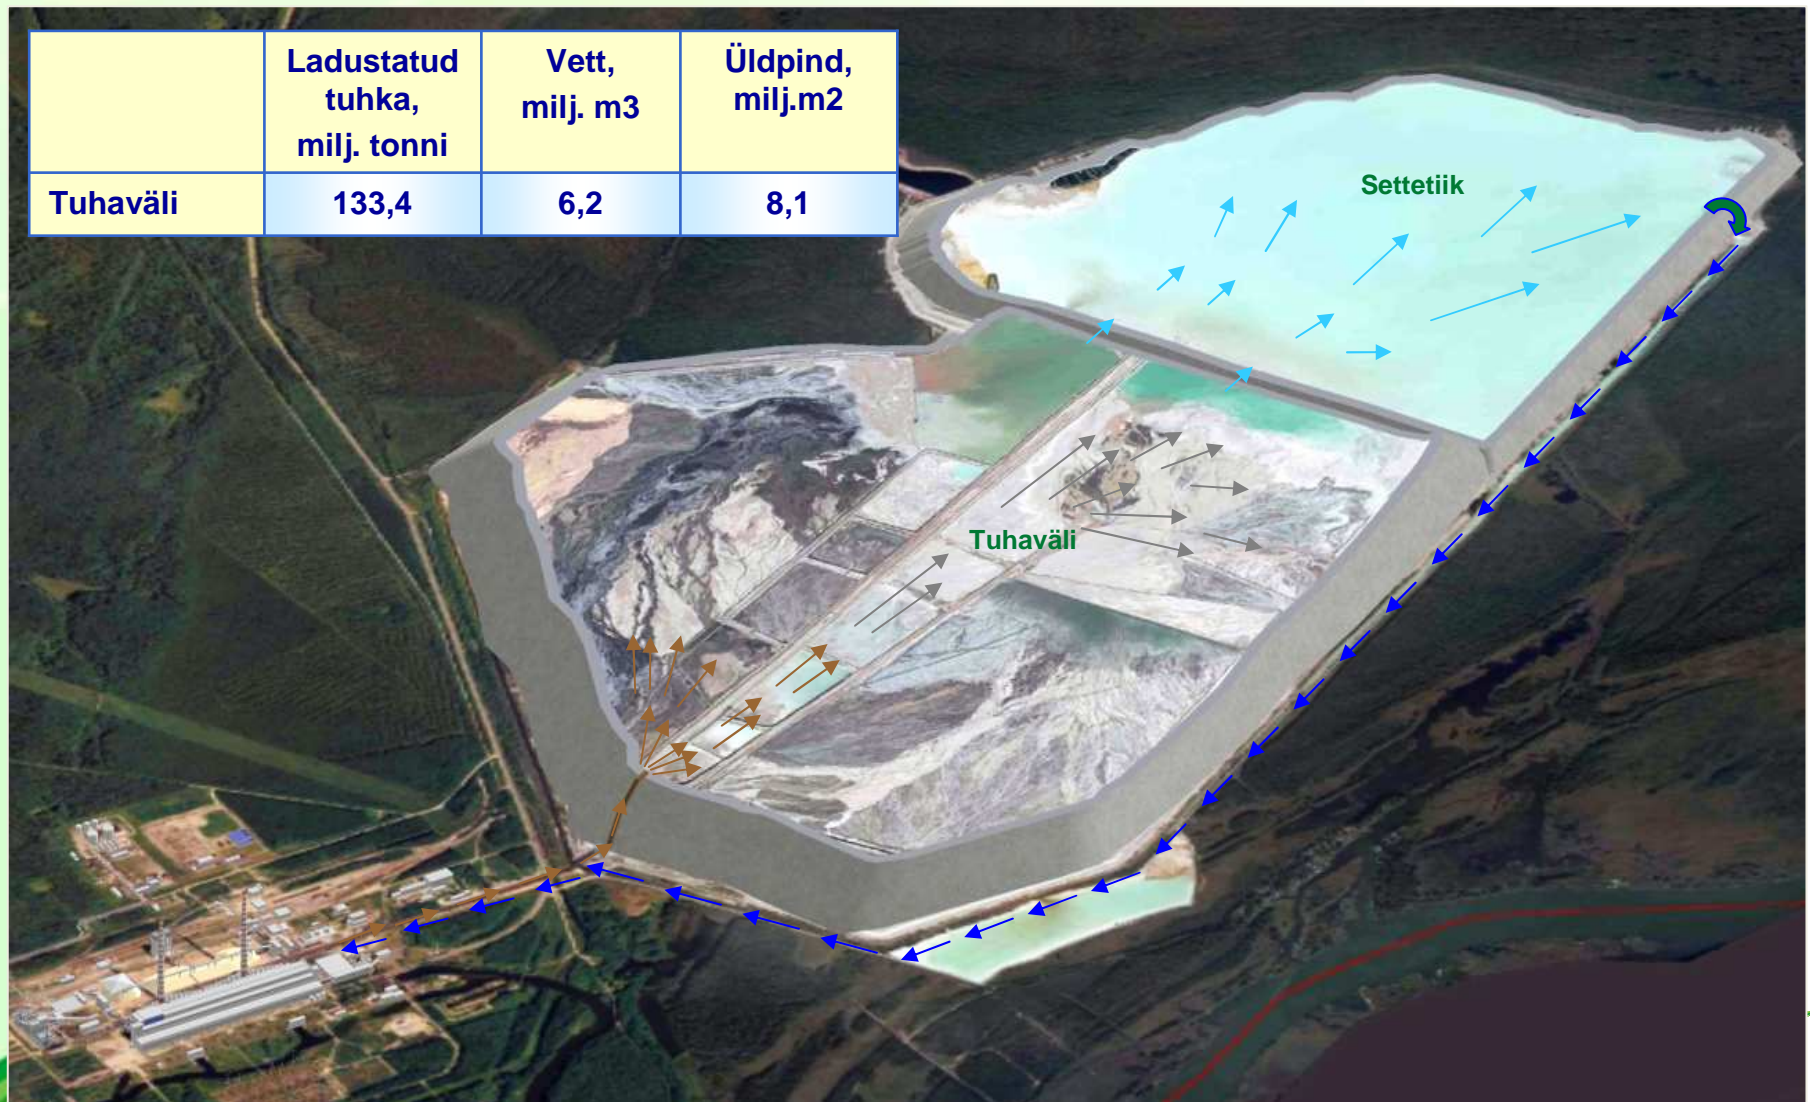 Ladustatud
tuhka,
milj. tonni
Vett,
milj. m3
Üldpind,
milj.m2
Tuhaväli 133,4 6,2 8,1
Settetiik
Tuhaväli